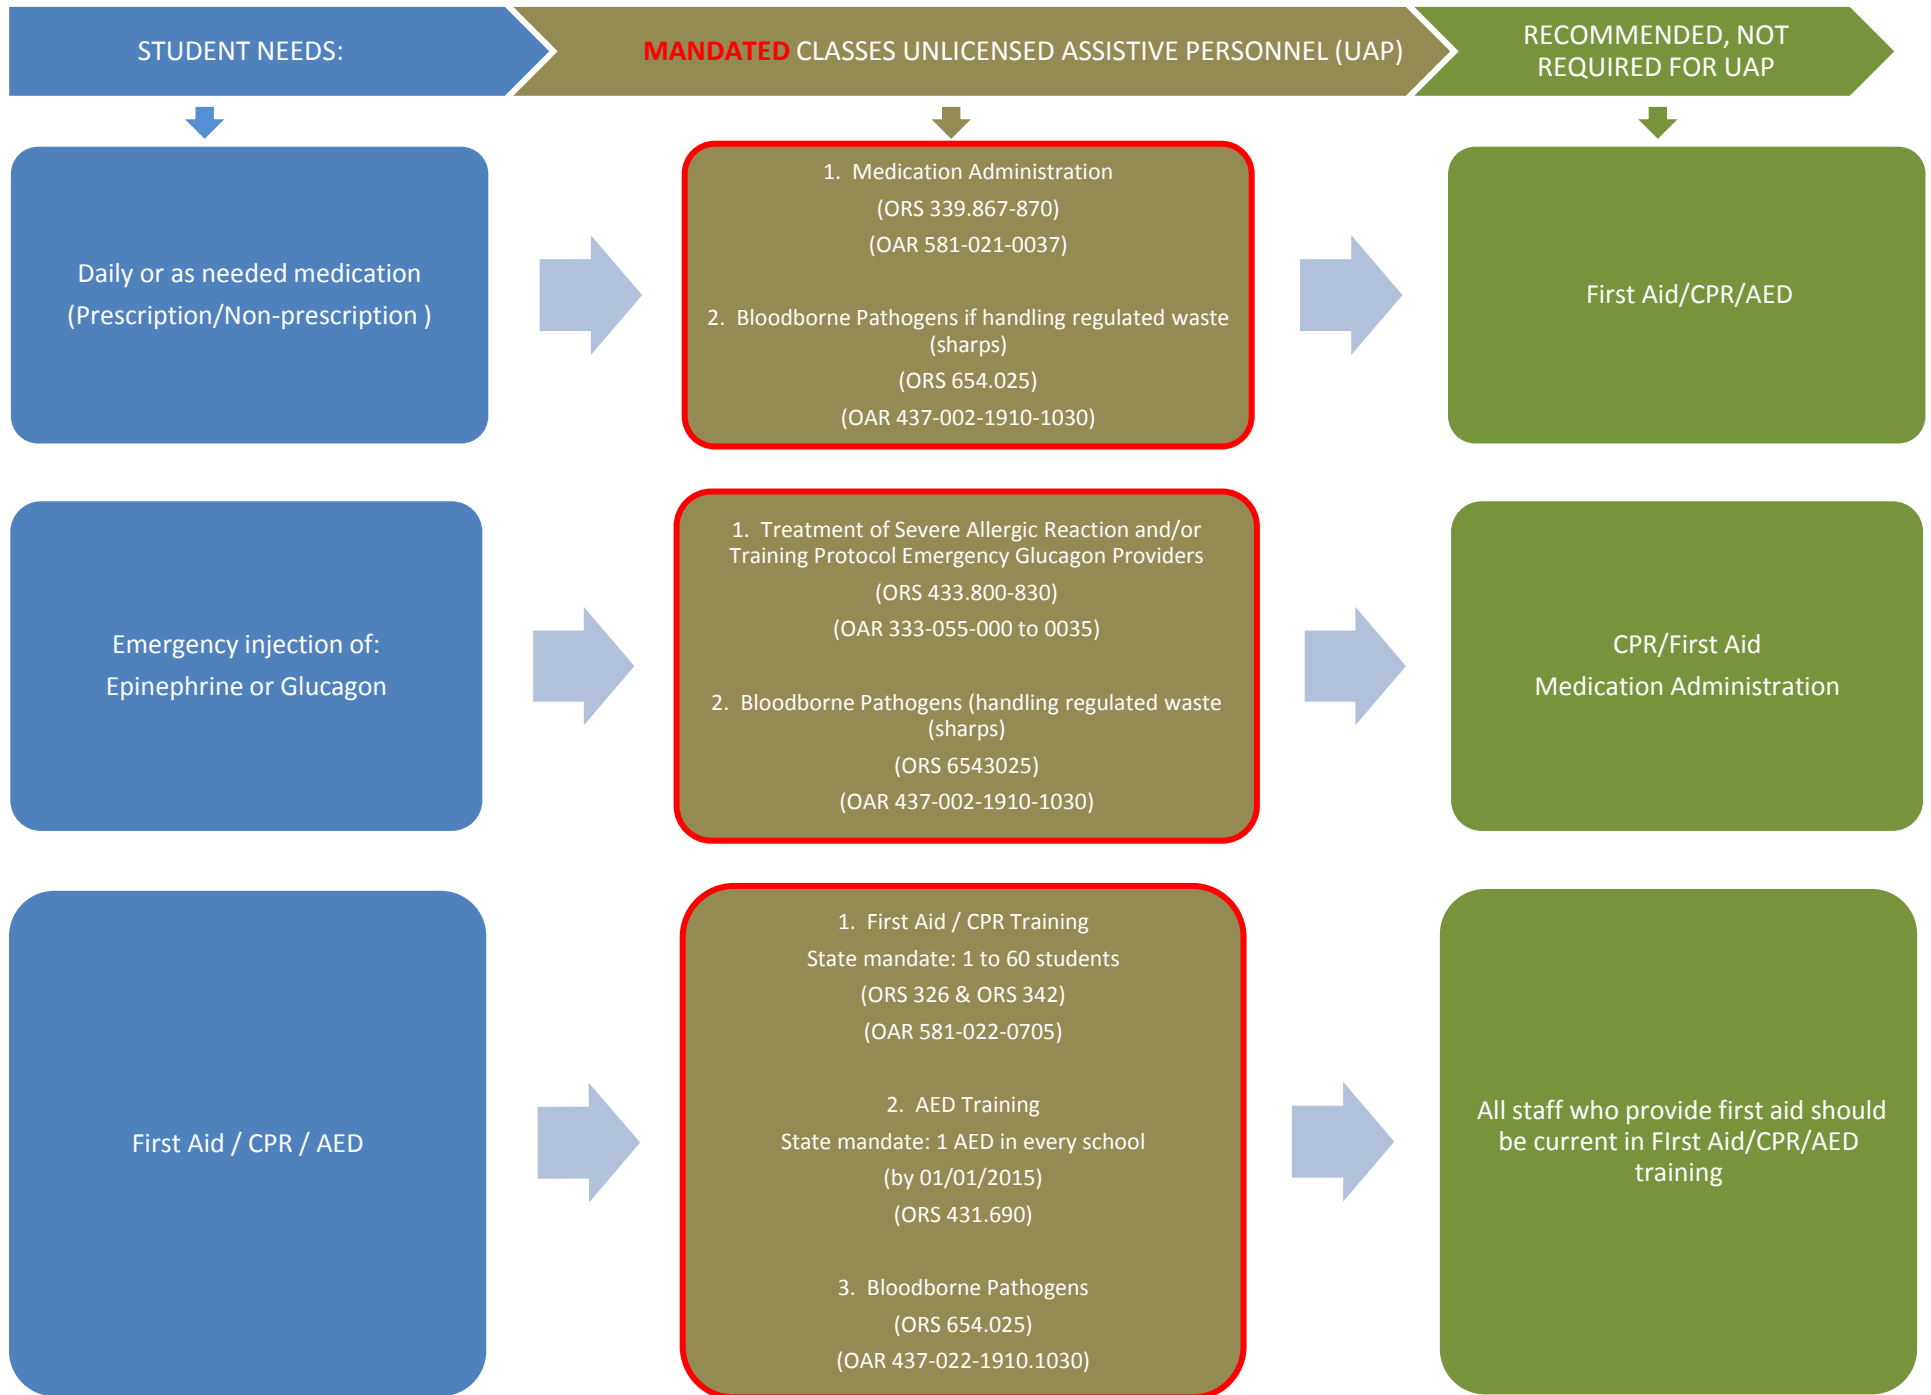 STUDENT NEEDS:
MANDATED CLASSES UNLICENSED ASSISTIVE PERSONNEL (UAP)
RECOMMENDED, NOT
REQUIRED FOR UAP
Daily or as needed medication
(Prescription/Non-prescription )
1. Medication Administration
(ORS 339.867-870)
(OAR 581-021-0037)
2. Bloodborne Pathogens if handling regulated waste
(sharps)
(ORS 654.025)
(OAR 437-002-1910-1030)
First Aid/CPR/AED
Emergency injection of:
Epinephrine or Glucagon
1. Treatment of Severe Allergic Reaction and/or
Training Protocol Emergency Glucagon Providers
(ORS 433.800-830)
(OAR 333-055-000 to 0035)
2. Bloodborne Pathogens (handling regulated waste
(sharps)
(ORS 6543025)
(OAR 437-002-1910-1030)
CPR/First Aid
Medication Administration
First Aid / CPR / AED
1. First Aid / CPR Training
State mandate: 1 to 60 students
(ORS 326 & ORS 342)
(OAR 581-022-0705)
2. AED Training
State mandate: 1 AED in every school
(by 01/01/2015)
(ORS 431.690)
3. Bloodborne Pathogens
(ORS 654.025)
(OAR 437-022-1910.1030)
All staff who provide first aid should
be current in FIrst Aid/CPR/AED
training